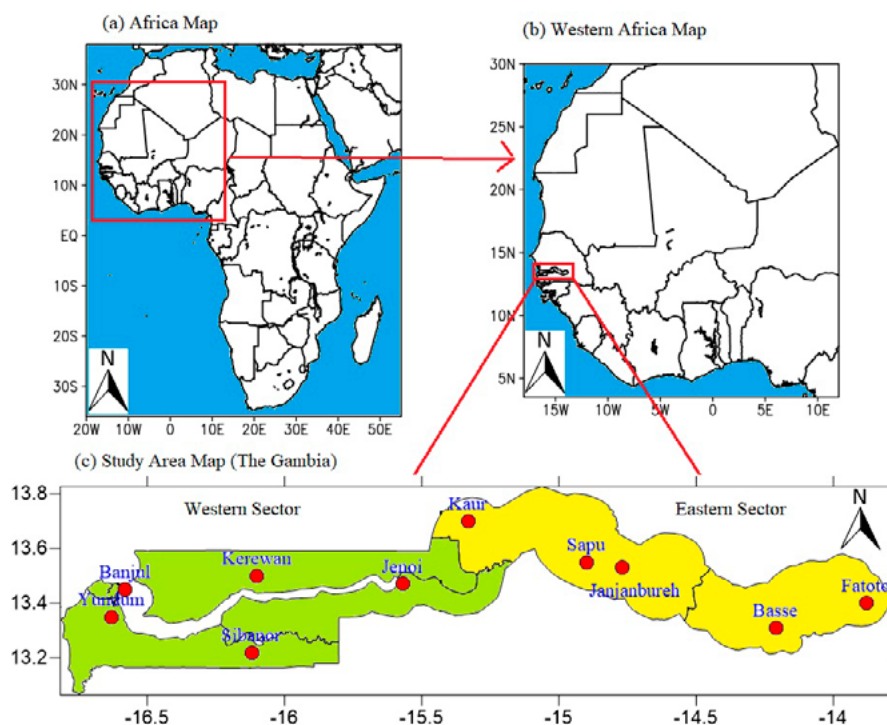 (a) Africa Map
(b) Western Africa Map
30N
20N
10N
EQ
10S
20S
30S
N
20W 10W 0 10E 20E 30E 40E 50E
30N
25N
20N
15N
10N
5N
N
15W 10W 5W 0 5E 10E
(c) Study Area Map (The Gambia)
13.8
13.6
13.4
13.2
Western Sector
Eastern Sector
N
Kaur
Banjul
Kerewan
Jenoi
Sapu
Janjanbureh
Fatoto
Yundum
Basse
Sibanor
-16.5 -16 -15.5 -15 -14.5 -14